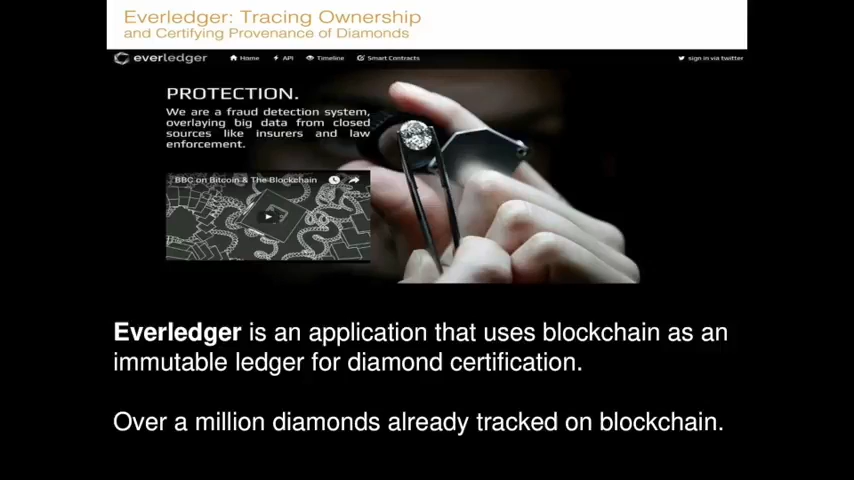 Everledger: Tracing Ownership
and Certifying Provenance of Diamonds
everledger Home API Timeline Smart Contracts sign in via twitter
PROTECTION.
We are a fraud detection system,
overlaying big data from closed
sources like insurers and law
enforcement.
BBC on Bitcoin & The Blockchain
Everledger is an application that uses blockchain as an
immutable ledger for diamond certification.
Over a million diamonds already tracked on blockchain.